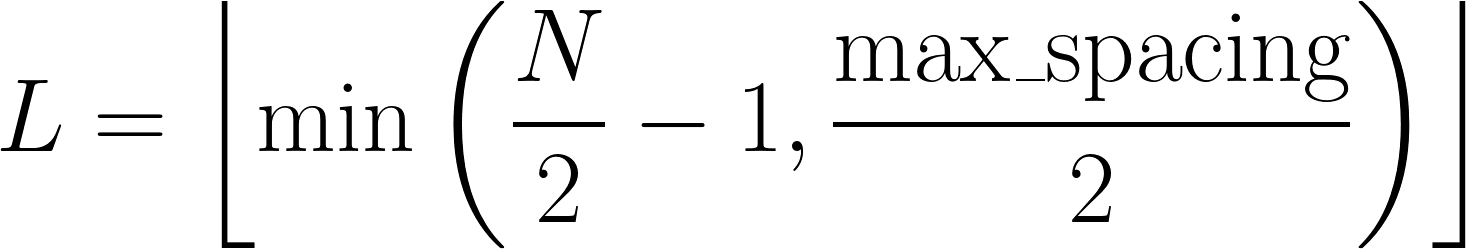 L = ⌊min(N/2 − 1, max_spacing/2)⌋